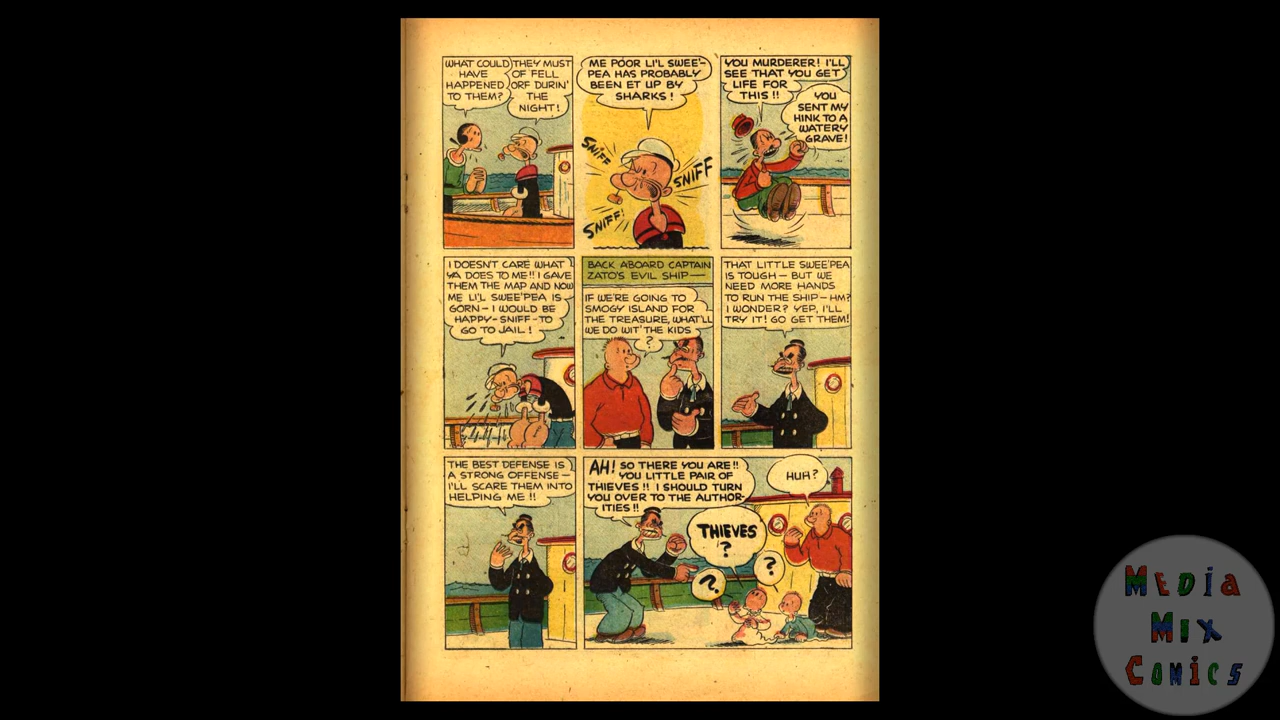 WHAT COULD
HAVE
HAPPENED
TO THEM?
THEY MUST
OF FELL
ORF DURIN'
THE
NIGHT!
ME POOR LI'L SWEE'-
PEA HAS PROBABLY
BEEN ET UP BY
SHARKS!
SNIFF
SNIFF
SNIFF!
YOU MURDERER! I'LL
SEE THAT YOU GET
LIFE FOR
THIS!!
YOU
SENT MY
HINK TO A
WATERY
GRAVE!
I DOESN'T CARE WHAT
YA DOES TO ME!! I GAVE
THEM THE MAP AND NOW
ME LI'L SWEE'PEA IS
GORN - I WOULD BE
HAPPY - SNIFF - TO
GO TO JAIL!
BACK ABOARD CAPTAIN
ZATO'S EVIL SHIP—
IF WE'RE GOING TO
SMOGY ISLAND FOR
THE TREASURE, WHAT'LL
WE DO WIT' THE KIDS
?
THAT LITTLE SWEE'PEA
IS TOUGH — BUT WE
NEED MORE HANDS
TO RUN THE SHIP — HM?
I WONDER? YEP, I'LL
TRY IT! GO GET THEM!
THE BEST DEFENSE IS
A STRONG OFFENSE —
I'LL SCARE THEM INTO
HELPING ME!!
AH! SO THERE YOU ARE!!
YOU LITTLE PAIR OF
THIEVES!! I SHOULD TURN
YOU OVER TO THE AUTHOR-
ITIES!!
THIEVES
?
?
?
HUH?
MEDIA
MIX
COMICS